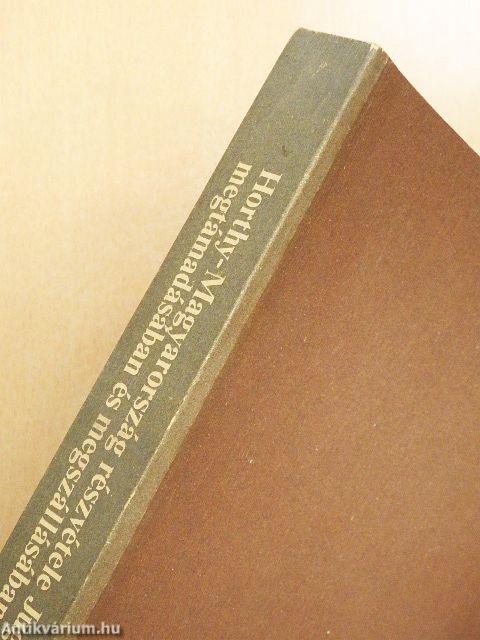 Horthy-Magyarország részvétele
megtámadásában és megszállásában
Antikvárium.hu